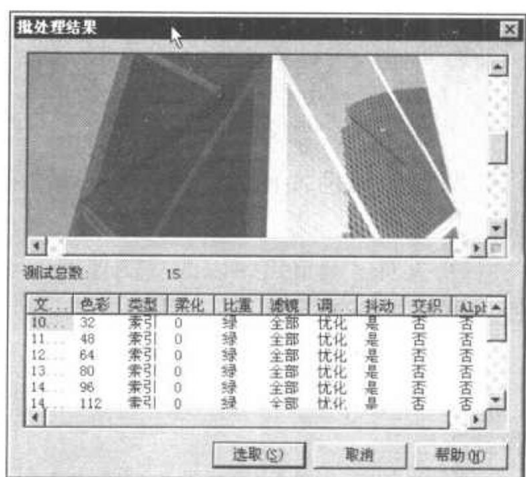 批处理结果
测试总数 15
文... 色彩 类型 柔化 比重 滤镜 调... 抖动 交织 Alph
10... 32 索引 0 绿 全部 优化 是 否 否
11... 48 索引 0 绿 全部 优化 是 否 否
12... 64 索引 0 绿 全部 优化 是 否 否
13... 80 索引 0 绿 全部 优化 是 否 否
14... 96 索引 0 绿 全部 优化 是 否 否
14... 112 索引 0 绿 全部 优化 是 否 否
选取(S) 取消 帮助(H)